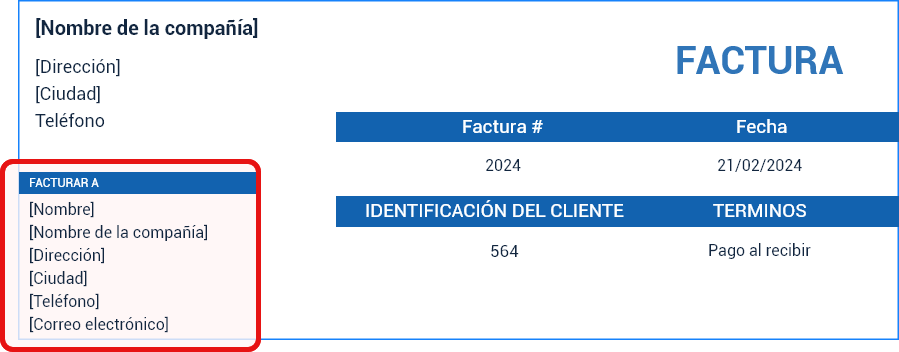 [Nombre de la compañía]
[Dirección]
[Ciudad]
Teléfono
FACTURA
Factura # Fecha
2024 21/02/2024
IDENTIFICACIÓN DEL CLIENTE TERMINOS
564 Pago al recibir
FACTURAR A
[Nombre]
[Nombre de la compañía]
[Dirección]
[Ciudad]
[Teléfono]
[Correo electrónico]